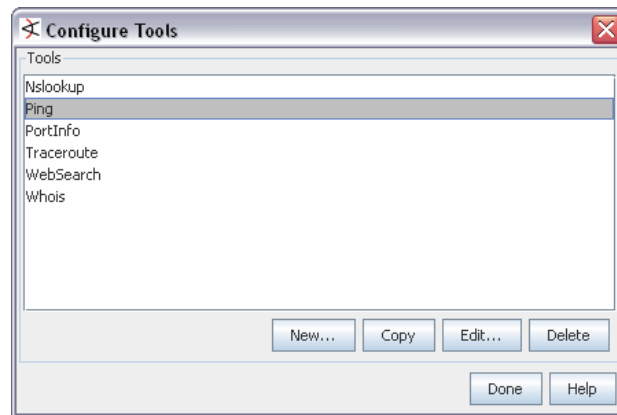 Configure Tools
Tools
Nslookup
Ping
PortInfo
Traceroute
WebSearch
Whois
New... Copy Edit... Delete
Done Help